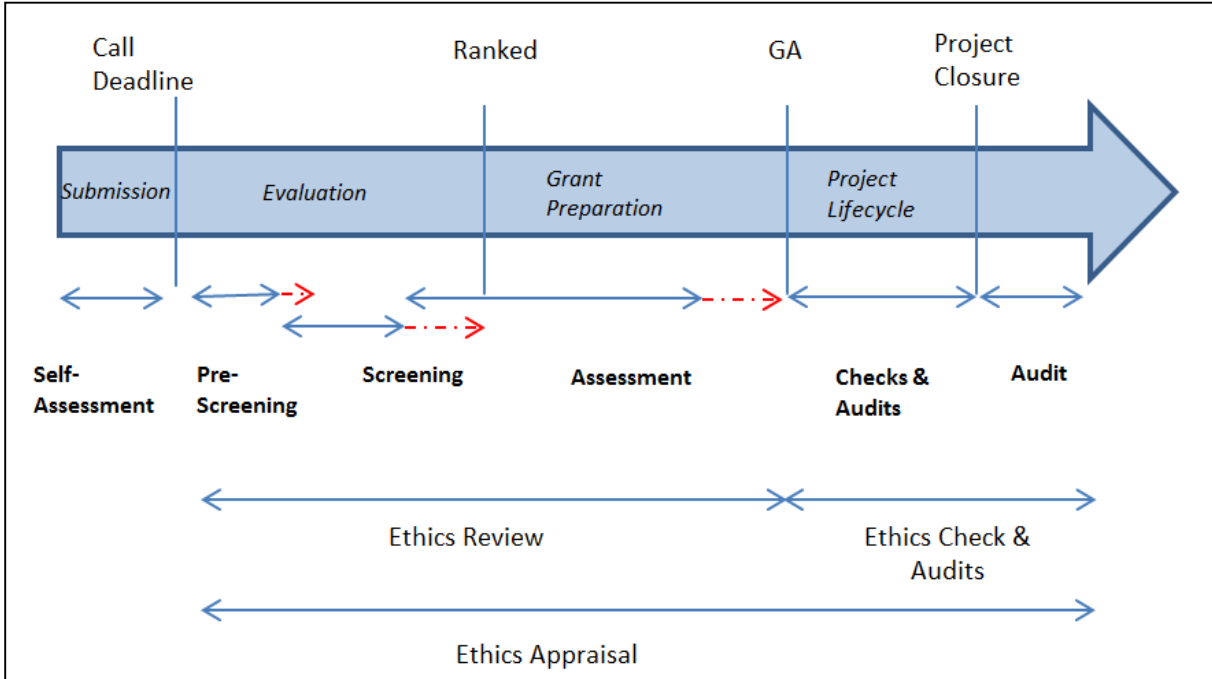 Call
Deadline
Ranked
GA
Project
Closure
Submission
Evaluation
Grant
Preparation
Project
Lifecycle
Self-
Assessment
Pre-
Screening
Screening
Assessment
Checks &
Audits
Audit
Ethics Review
Ethics Check &
Audits
Ethics Appraisal